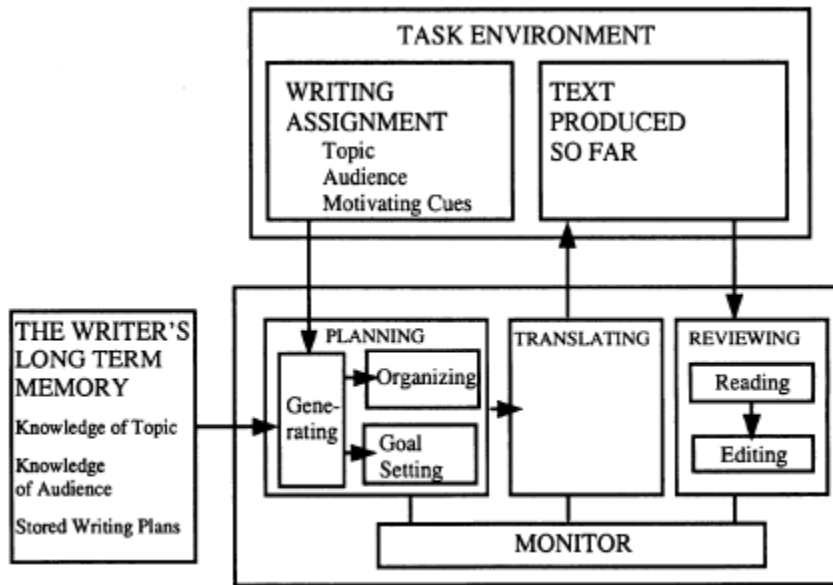 TASK ENVIRONMENT
WRITING
ASSIGNMENT
Topic
Audience
Motivating Cues
TEXT
PRODUCED
SO FAR
THE WRITER'S
LONG TERM
MEMORY
Knowledge of Topic
Knowledge
of Audience
Stored Writing Plans
PLANNING
Gene-
rating
Organizing
Goal
Setting
TRANSLATING
REVIEWING
Reading
Editing
MONITOR